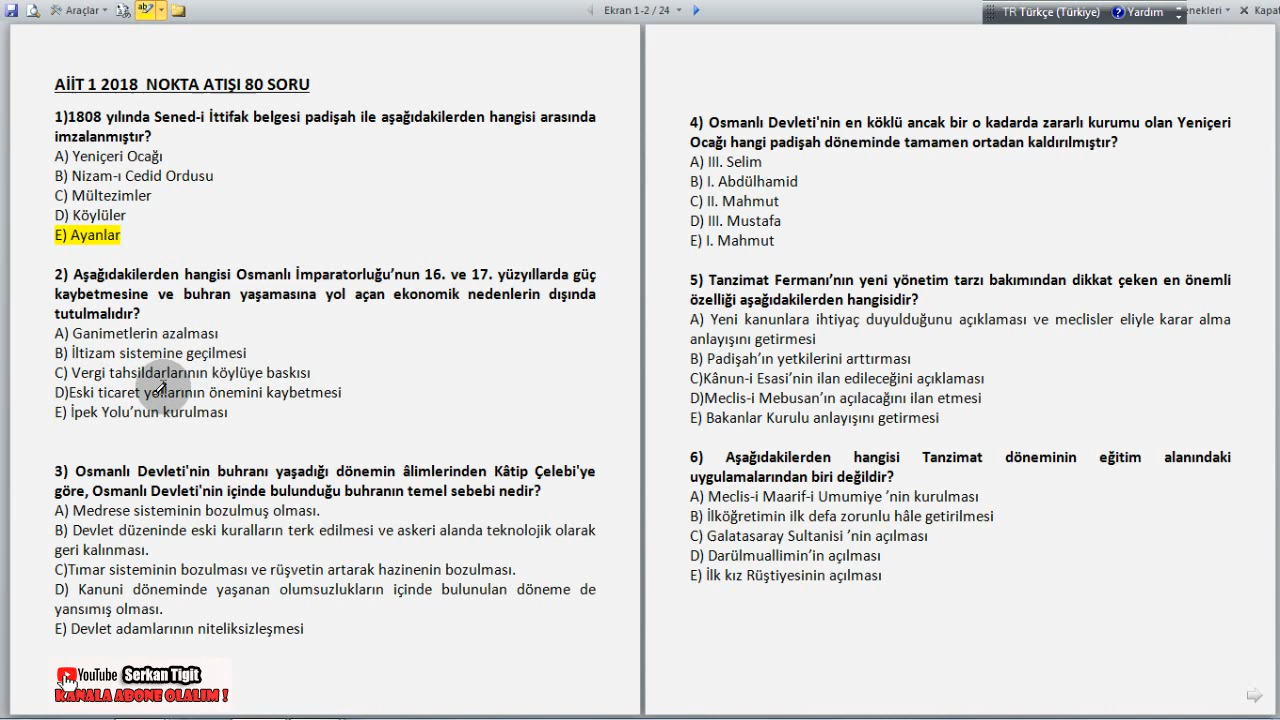 Araçlar
Ekran 1-2 / 24
TR Türkçe (Türkiye)
Yardım
enekleri
Kapat
AİİT 1 2018 NOKTA ATIŞI 80 SORU
1)1808 yılında Sened-i İttifak belgesi padişah ile aşağıdakilerden hangisi arasında
imzalanmıştır?
A) Yeniçeri Ocağı
B) Nizam-ı Cedid Ordusu
C) Mültezimler
D) Köylüler
E) Ayanlar
2) Aşağıdakilerden hangisi Osmanlı İmparatorluğu’nun 16. ve 17. yüzyıllarda güç
kaybetmesine ve buhran yaşamasına yol açan ekonomik nedenlerin dışında
tutulmalıdır?
A) Ganimetlerin azalması
B) İltizam sistemine geçilmesi
C) Vergi tahsildarlarının köylüye baskısı
D)Eski ticaret yollarının önemini kaybetmesi
E) İpek Yolu’nun kurulması
3) Osmanlı Devleti'nin buhranı yaşadığı dönemin âlimlerinden Kâtip Çelebi'ye
göre, Osmanlı Devleti'nin içinde bulunduğu buhranın temel sebebi nedir?
A) Medrese sisteminin bozulmuş olması.
B) Devlet düzeninde eski kuralların terk edilmesi ve askeri alanda teknolojik olarak
geri kalınması.
C)Tımar sisteminin bozulması ve rüşvetin artarak hazinenin bozulması.
D) Kanuni döneminde yaşanan olumsuzlukların içinde bulunulan döneme de
yansımış olması.
E) Devlet adamlarının niteliksizleşmesi
YouTube Serkan Tigit
KANALA ABONE OLALIM !
4) Osmanlı Devleti'nin en köklü ancak bir o kadarda zararlı kurumu olan Yeniçeri
Ocağı hangi padişah döneminde tamamen ortadan kaldırılmıştır?
A) III. Selim
B) I. Abdülhamid
C) II. Mahmut
D) III. Mustafa
E) I. Mahmut
5) Tanzimat Fermanı’nın yeni yönetim tarzı bakımından dikkat çeken en önemli
özelliği aşağıdakilerden hangisidir?
A) Yeni kanunlara ihtiyaç duyulduğunu açıklaması ve meclisler eliyle karar alma
anlayışını getirmesi
B) Padişah’ın yetkilerini arttırması
C)Kânun-i Esasi’nin ilan edileceğini açıklaması
D)Meclis-i Mebusan’ın açılacağını ilan etmesi
E) Bakanlar Kurulu anlayışını getirmesi
6) Aşağıdakilerden hangisi Tanzimat döneminin eğitim alanındaki
uygulamalarından biri değildir?
A) Meclis-i Maarif-i Umumiye ’nin kurulması
B) İlköğretimin ilk defa zorunlu hâle getirilmesi
C) Galatasaray Sultanisi ’nin açılması
D) Darülmuallimin’in açılması
E) İlk kız Rüştiyesinin açılması